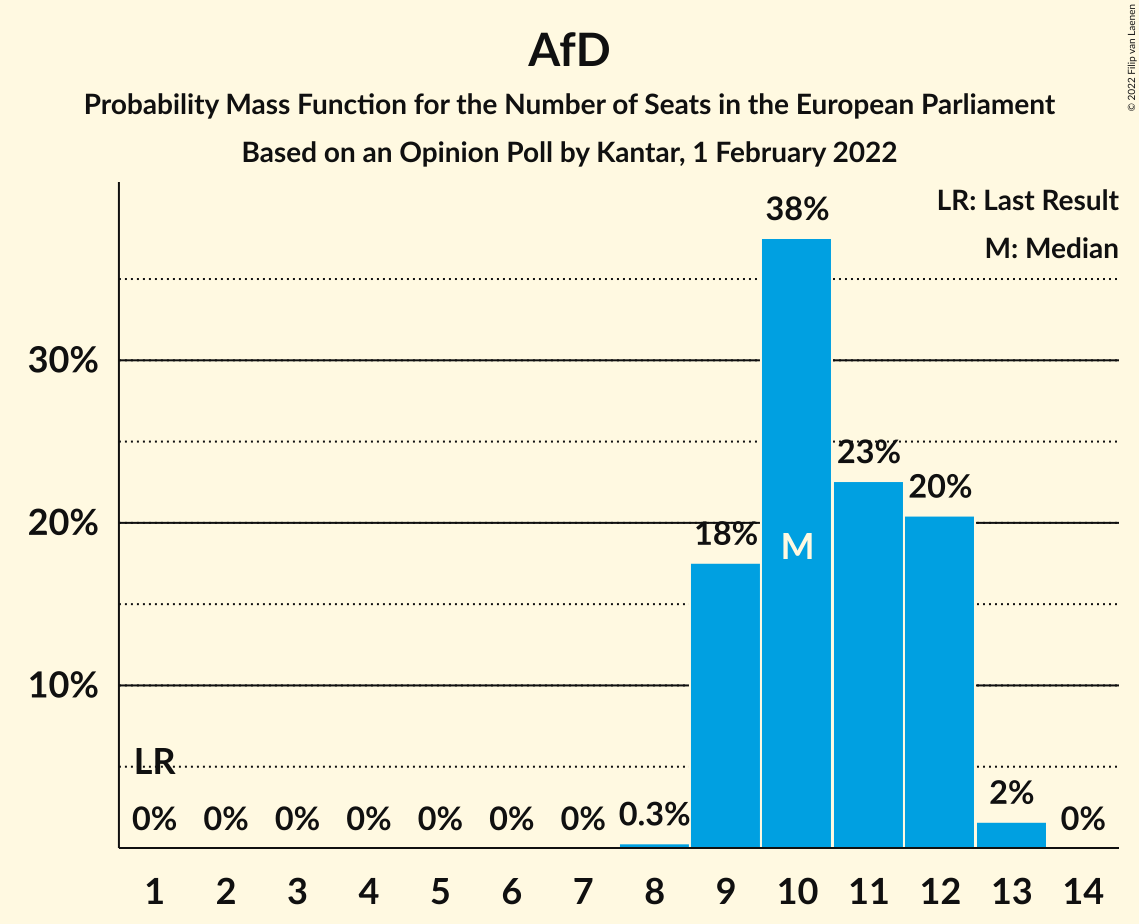 AfD
Probability Mass Function for the Number of Seats in the European Parliament
Based on an Opinion Poll by Kantar, 1 February 2022
© 2022 Filip van Laenen
LR: Last Result
M: Median
38%
30%
23%
20%
20%
18%
M
10%
LR
2%
0% 0% 0% 0% 0% 0% 0% 0.3% 0%
1 2 3 4 5 6 7 8 9 10 11 12 13 14